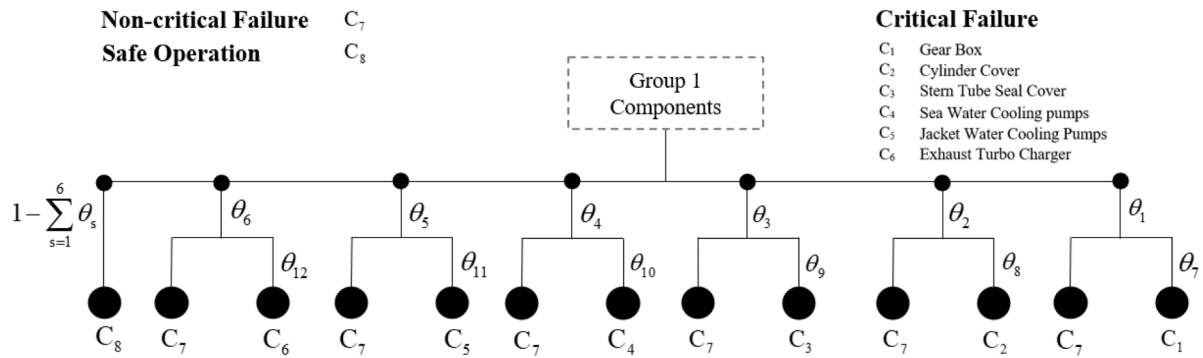 Non-critical Failure C₇
Safe Operation C₈
Critical Failure
C₁ Gear Box
C₂ Cylinder Cover
C₃ Stern Tube Seal Cover
C₄ Sea Water Cooling pumps
C₅ Jacket Water Cooling Pumps
C₆ Exhaust Turbo Charger
Group 1
Components
1−∑θₛ
6
s=1
θ₆ θ₅ θ₄ θ₃ θ₂ θ₁
θ₁₂ θ₁₁ θ₁₀ θ₉ θ₈ θ₇
C₈ C₇ C₆ C₇ C₅ C₇ C₄ C₇ C₃ C₇ C₂ C₇ C₁